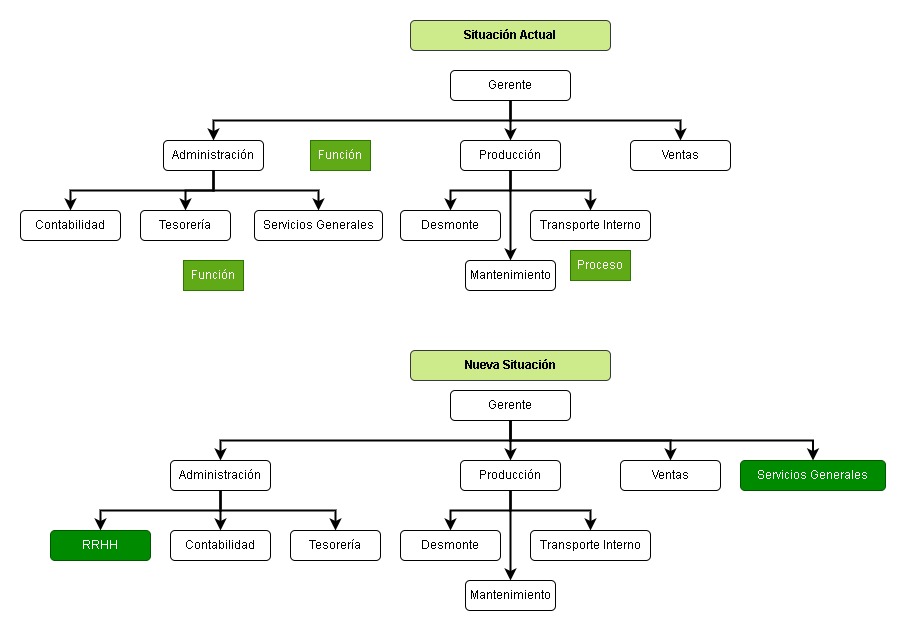 Situación Actual
Gerente
Administración
Función
Producción
Ventas
Contabilidad
Tesorería
Servicios Generales
Desmonte
Transporte Interno
Función
Mantenimiento
Proceso
Nueva Situación
Gerente
Administración
Producción
Ventas
Servicios Generales
RRHH
Contabilidad
Tesorería
Desmonte
Transporte Interno
Mantenimiento